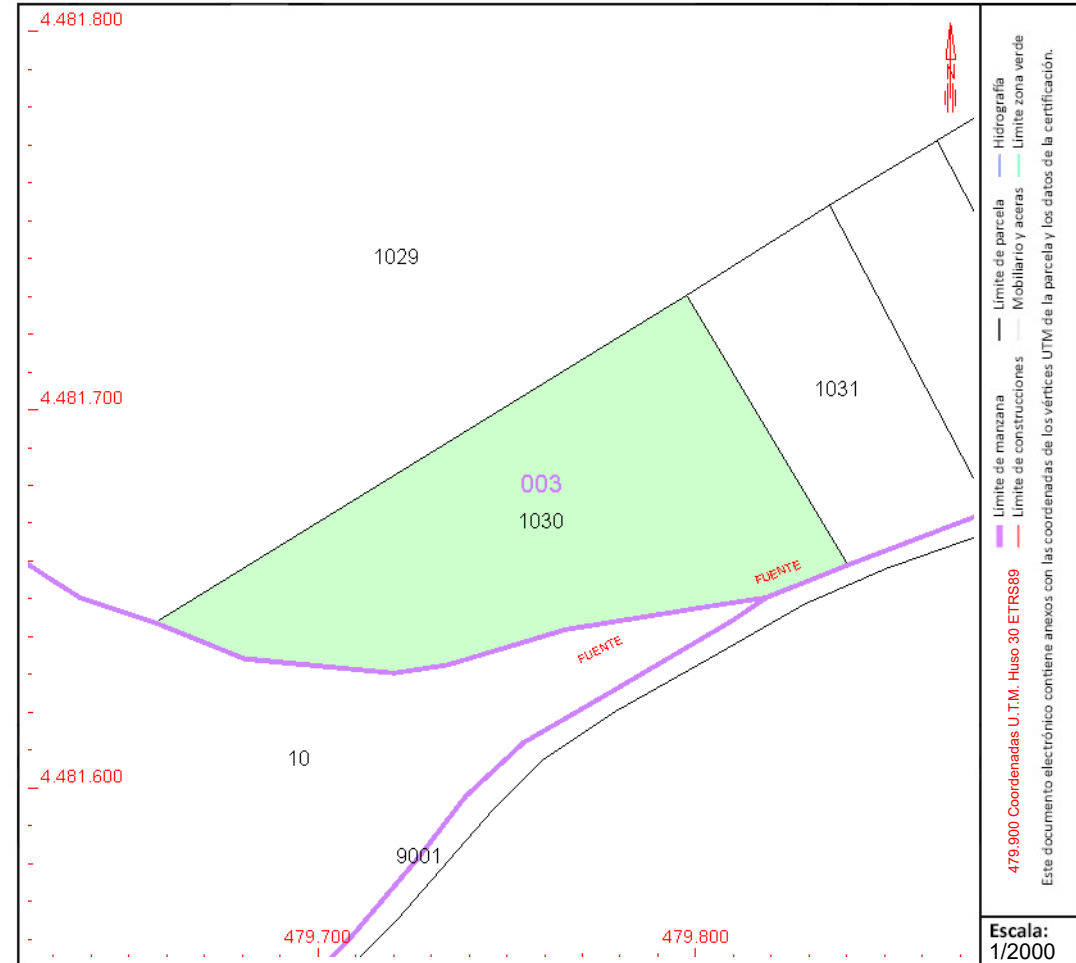 4.481.800
N
1029
4.481.700
1031
003
1030
FUENTE
FUENTE
4.481.600
10
9001
479.700
479.800
Límite de manzana
Límite de parcela
Hidrografía
Límite de construcciones
Mobiliario y aceras
Límite zona verde
479.900 Coordenadas U.T.M. Huso 30 ETRS89
Este documento electrónico contiene anexos con las coordenadas de los vértices UTM de la parcela y los datos de la certificación.
Escala:
1/2000